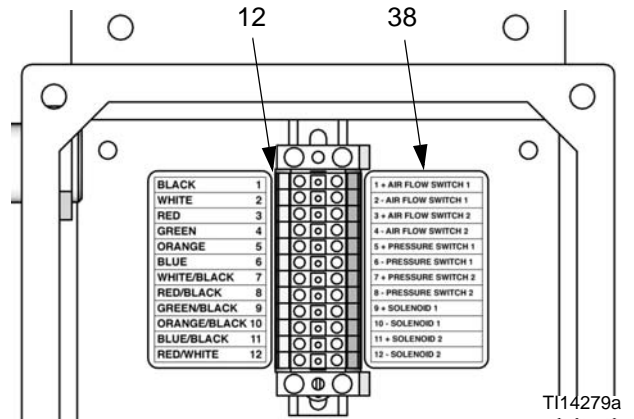 12 38
BLACK 1
WHITE 2
RED 3
GREEN 4
ORANGE 5
BLUE 6
WHITE/BLACK 7
RED/BLACK 8
GREEN/BLACK 9
ORANGE/BLACK 10
BLUE/BLACK 11
RED/WHITE 12
1 + AIR FLOW SWITCH 1
2 - AIR FLOW SWITCH 1
3 + AIR FLOW SWITCH 2
4 - AIR FLOW SWITCH 2
5 + PRESSURE SWITCH 1
6 - PRESSURE SWITCH 1
7 + PRESSURE SWITCH 2
8 - PRESSURE SWITCH 2
9 + SOLENOID 1
10 - SOLENOID 1
11 + SOLENOID 2
12 - SOLENOID 2
TI14279a